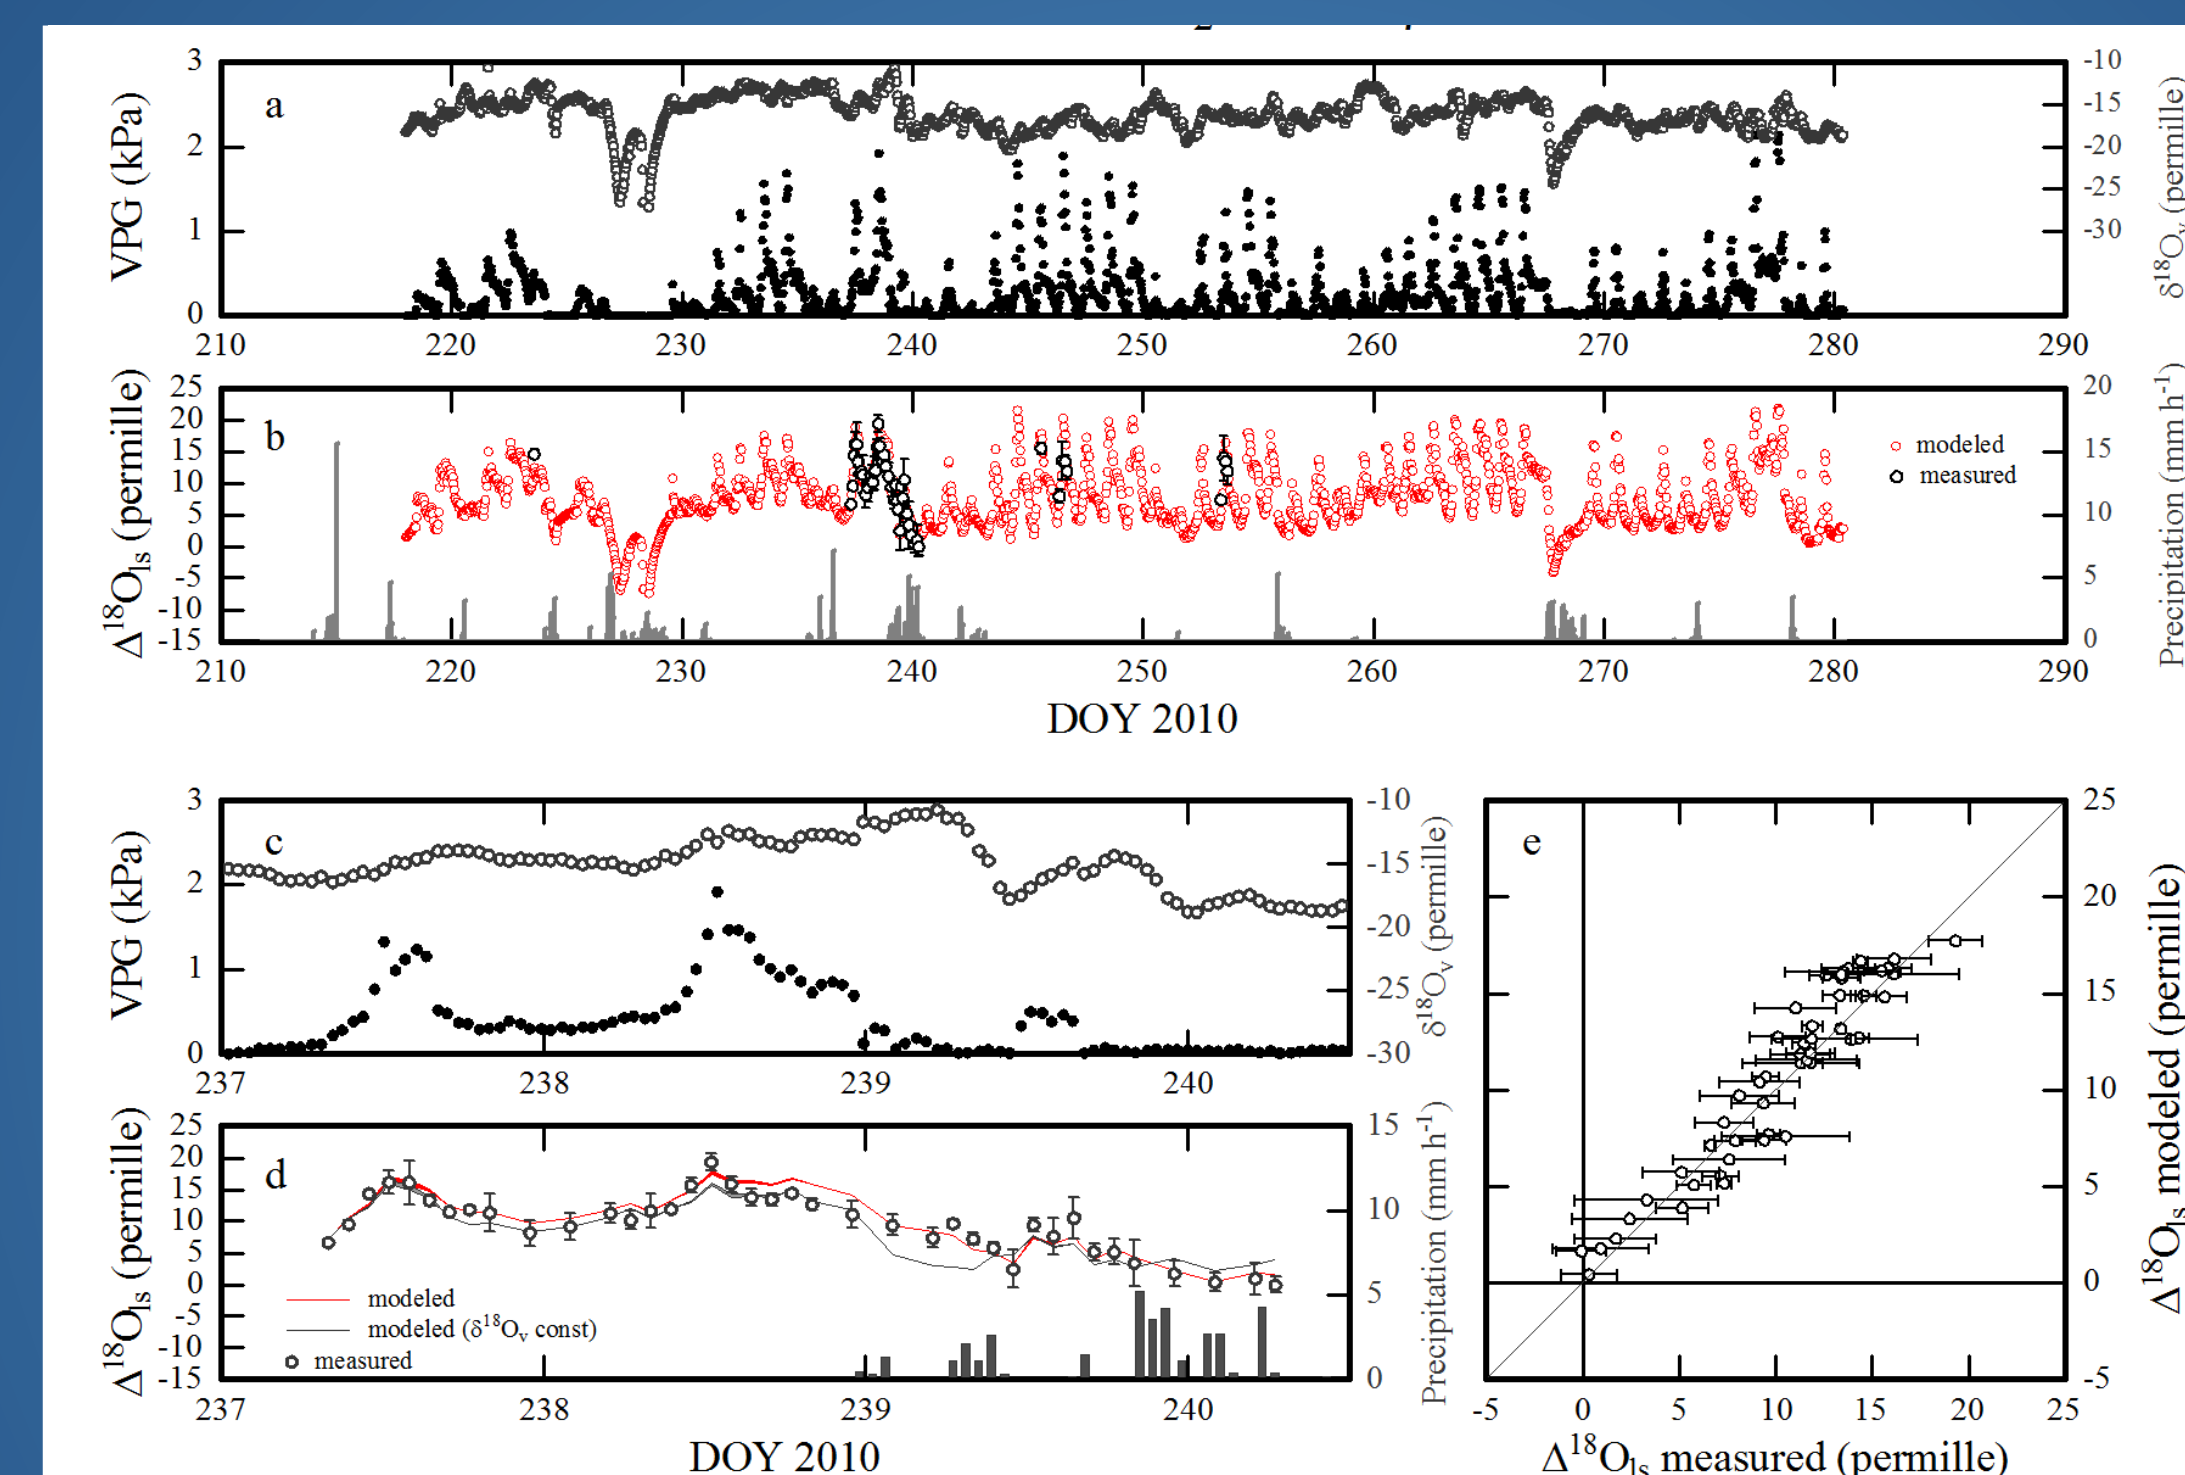 a
VPG (kPa)
3
2
1
0
-10
-15
-20
-25
-30
δ¹⁸Oᵥ (permille)
210 220 230 240 250 260 270 280 290
b
Δ¹⁸Oₗₛ (permille)
25
20
15
10
5
0
-5
-10
-15
modeled
measured
20
15
10
5
0
Precipitation (mm h⁻¹)
210 220 230 240 250 260 270 280 290
DOY 2010
c
VPG (kPa)
3
2
1
0
-10
-15
-20
-25
-30
δ¹⁸Oᵥ (permille)
237 238 239 240
d
Δ¹⁸Oₗₛ (permille)
25
20
15
10
5
0
-5
-10
-15
modeled
modeled (δ¹⁸Oᵥ const)
measured
15
10
5
0
Precipitation (mm h⁻¹)
237 238 239 240
DOY 2010
e
25
20
15
10
5
0
-5
Δ¹⁸Oₗₛ modeled (permille)
-5 0 5 10 15 20 25
Δ¹⁸Oₗₛ measured (permille)